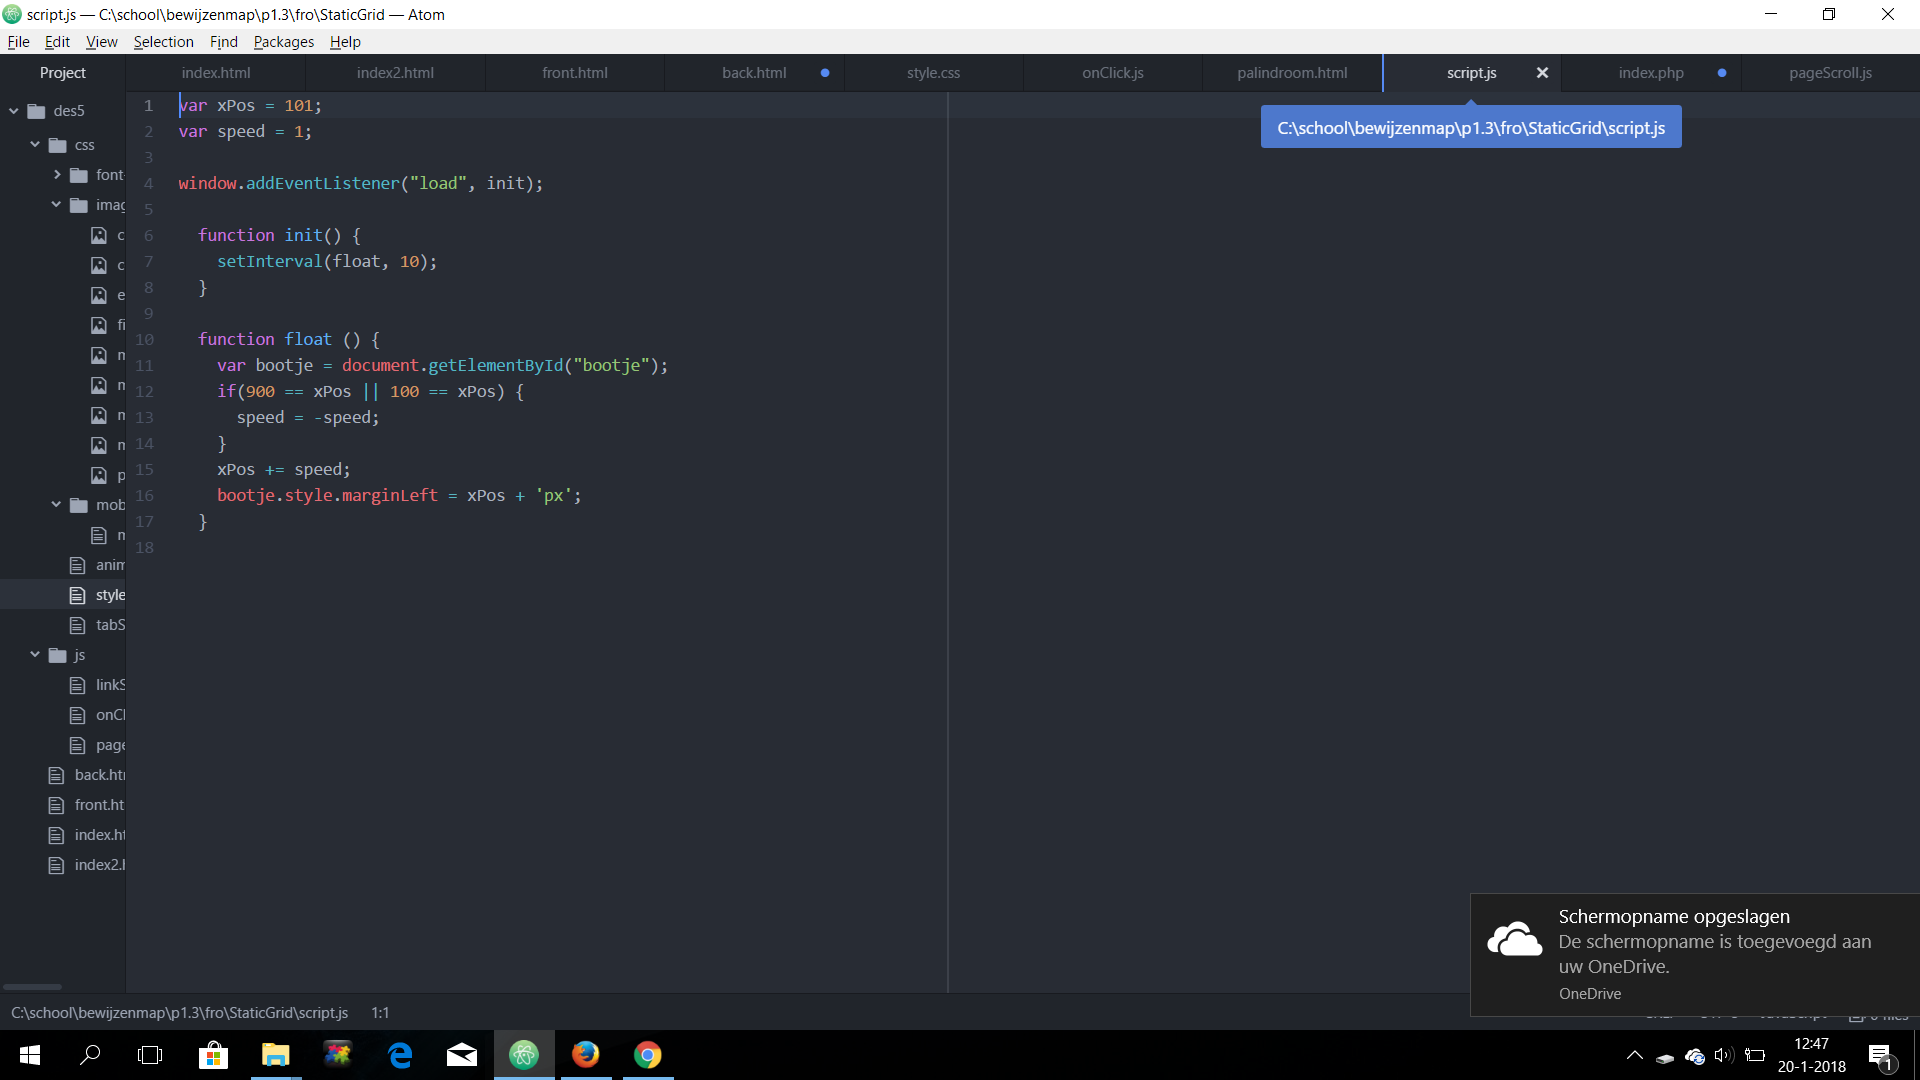 script.js — C:\school\bewijzenmap\p1.3\fro\StaticGrid — Atom
File Edit View Selection Find Packages Help
Project
index.html index2.html front.html back.html style.css onClick.js palindroom.html script.js index.php pageScroll.js
C:\school\bewijzenmap\p1.3\fro\StaticGrid\script.js
des5
css
font-
imag
c
c
e
fi
m
m
m
m
p
mob
m
anim
style
tabS
js
linkS
onCl
page
back.htm
front.ht
index.ht
index2.h
1 var xPos = 101;
2 var speed = 1;
3
4 window.addEventListener("load", init);
5
6 function init() {
7 setInterval(float, 10);
8 }
9
10 function float () {
11 var bootje = document.getElementById("bootje");
12 if(900 == xPos || 100 == xPos) {
13 speed = -speed;
14 }
15 xPos += speed;
16 bootje.style.marginLeft = xPos + 'px';
17 }
18
Schermopname opgeslagen
De schermopname is toegevoegd aan
uw OneDrive.
OneDrive
C:\school\bewijzenmap\p1.3\fro\StaticGrid\script.js 1:1
12:47
20-1-2018
1